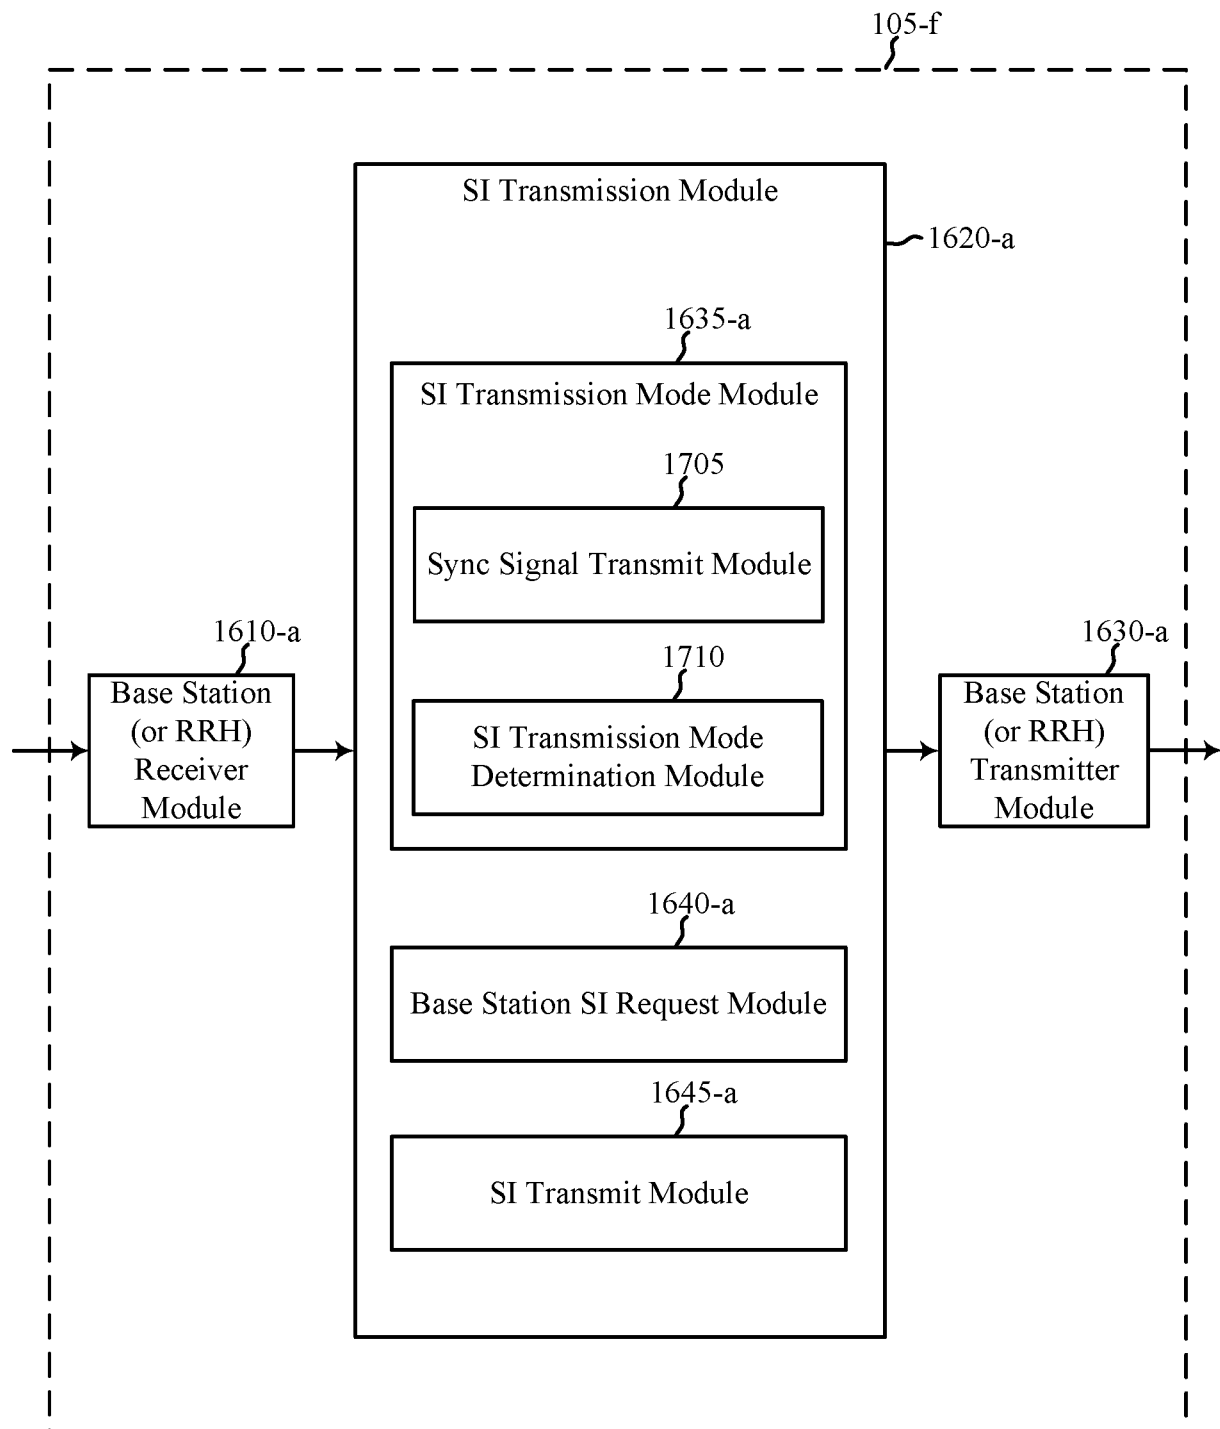 105-f
SI Transmission Module
1620-a
1635-a
SI Transmission Mode Module
1705
Sync Signal Transmit Module
1610-a
Base Station
(or RRH)
Receiver
Module
1710
SI Transmission Mode
Determination Module
1630-a
Base Station
(or RRH)
Transmitter
Module
1640-a
Base Station SI Request Module
1645-a
SI Transmit Module